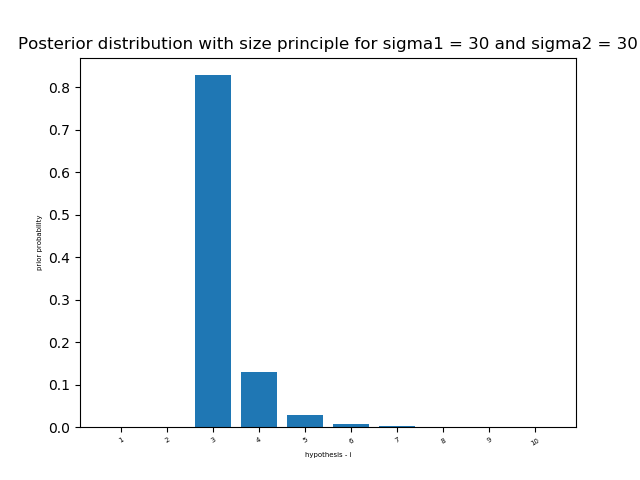 Posterior distribution with size principle for sigma1 = 30 and sigma2 = 30
0.8
0.7
0.6
0.5
0.4
0.3
0.2
0.1
0.0
prior probability
1 2 3 4 5 6 7 8 9 10
hypothesis - i